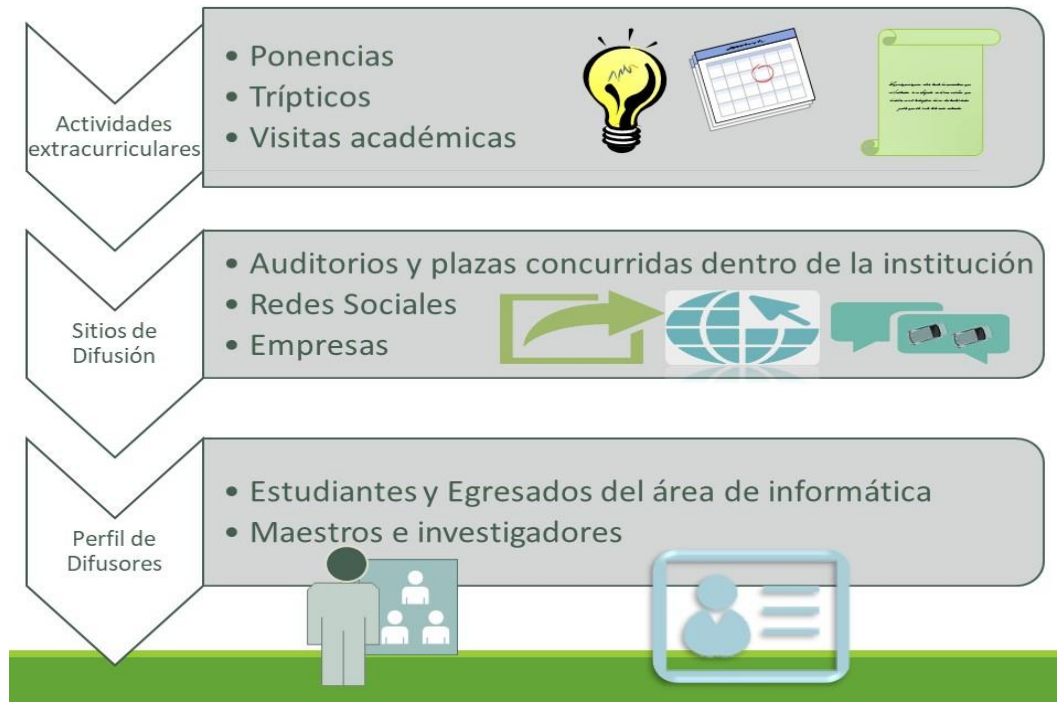 Actividades
extracurriculares
• Ponencias
• Trípticos
• Visitas académicas
Sitios de
Difusión
• Auditorios y plazas concurridas dentro de la institución
• Redes Sociales
• Empresas
Perfil de
Difusores
• Estudiantes y Egresados del área de informática
• Maestros e investigadores